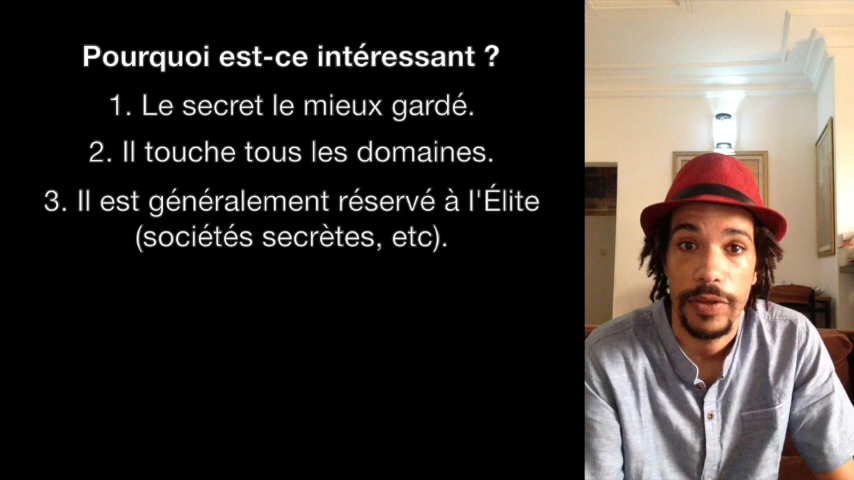 Pourquoi est-ce intéressant ?
1. Le secret le mieux gardé.
2. Il touche tous les domaines.
3. Il est généralement réservé à l'Élite
(sociétés secrètes, etc).